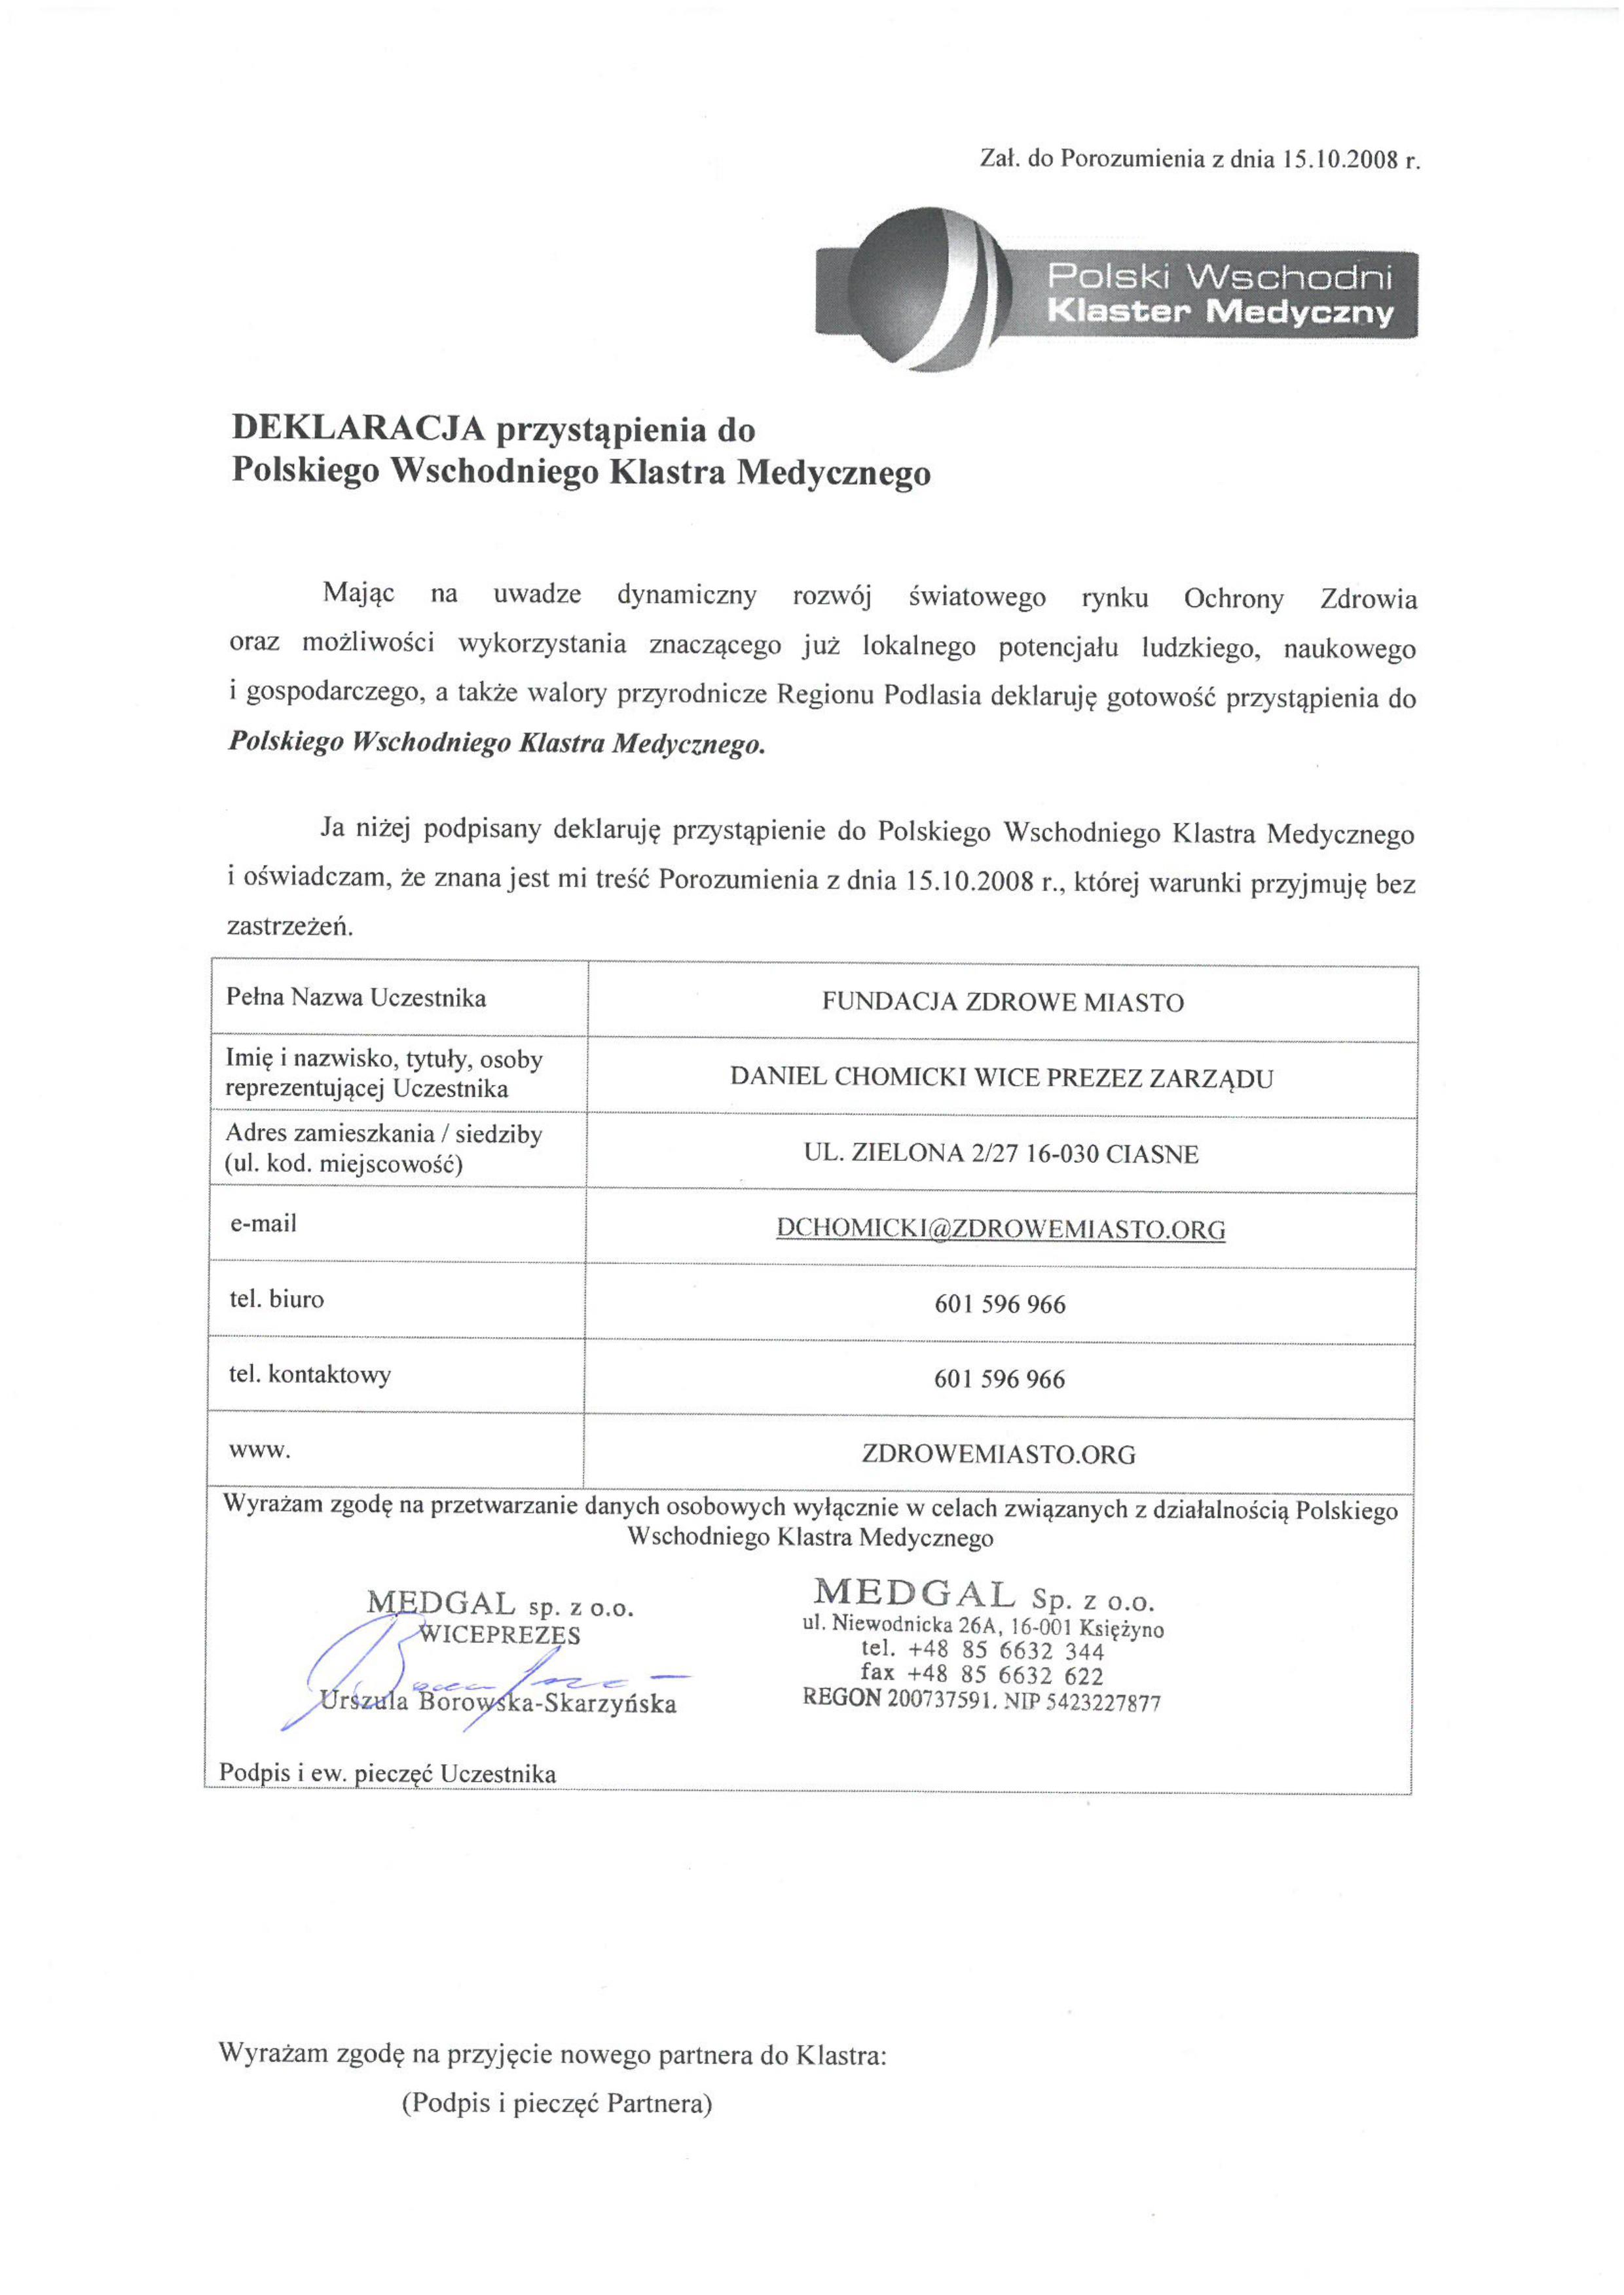 Zał. do Porozumienia z dnia 15.10.2008 r.
Polski Wschodni
Klaster Medyczny
DEKLARACJA przystąpienia do
Polskiego Wschodniego Klastra Medycznego
Mając na uwadze dynamiczny rozwój światowego rynku Ochrony Zdrowia
oraz możliwości wykorzystania znaczącego już lokalnego potencjału ludzkiego, naukowego
i gospodarczego, a także walory przyrodnicze Regionu Podlasia deklaruję gotowość przystąpienia do
Polskiego Wschodniego Klastra Medycznego.
Ja niżej podpisany deklaruję przystąpienie do Polskiego Wschodniego Klastra Medycznego
i oświadczam, że znana jest mi treść Porozumienia z dnia 15.10.2008 r., której warunki przyjmuję bez
zastrzeżeń.
Pełna Nazwa Uczestnika
FUNDACJA ZDROWE MIASTO
Imię i nazwisko, tytuły, osoby
reprezentującej Uczestnika
DANIEL CHOMICKI WICE PREZEZ ZARZĄDU
Adres zamieszkania / siedziby
(ul. kod. miejscowość)
UL. ZIELONA 2/27 16-030 CIASNE
e-mail
DCHOMICKI@ZDROWEMIASTO.ORG
tel. biuro
601 596 966
tel. kontaktowy
601 596 966
www.
ZDROWEMIASTO.ORG
Wyrażam zgodę na przetwarzanie danych osobowych wyłącznie w celach związanych z działalnością Polskiego
Wschodniego Klastra Medycznego
MEDGAL sp. z o.o.
WICEPREZES
Urszula Borowska-Skarzyńska
MEDGAL Sp. z o.o.
ul. Niewodnicka 26A, 16-001 Księżyno
tel. +48 85 6632 344
fax +48 85 6632 622
REGON 200737591. NIP 5423227877
Podpis i ew. pieczęć Uczestnika
Wyrażam zgodę na przyjęcie nowego partnera do Klastra:
(Podpis i pieczęć Partnera)